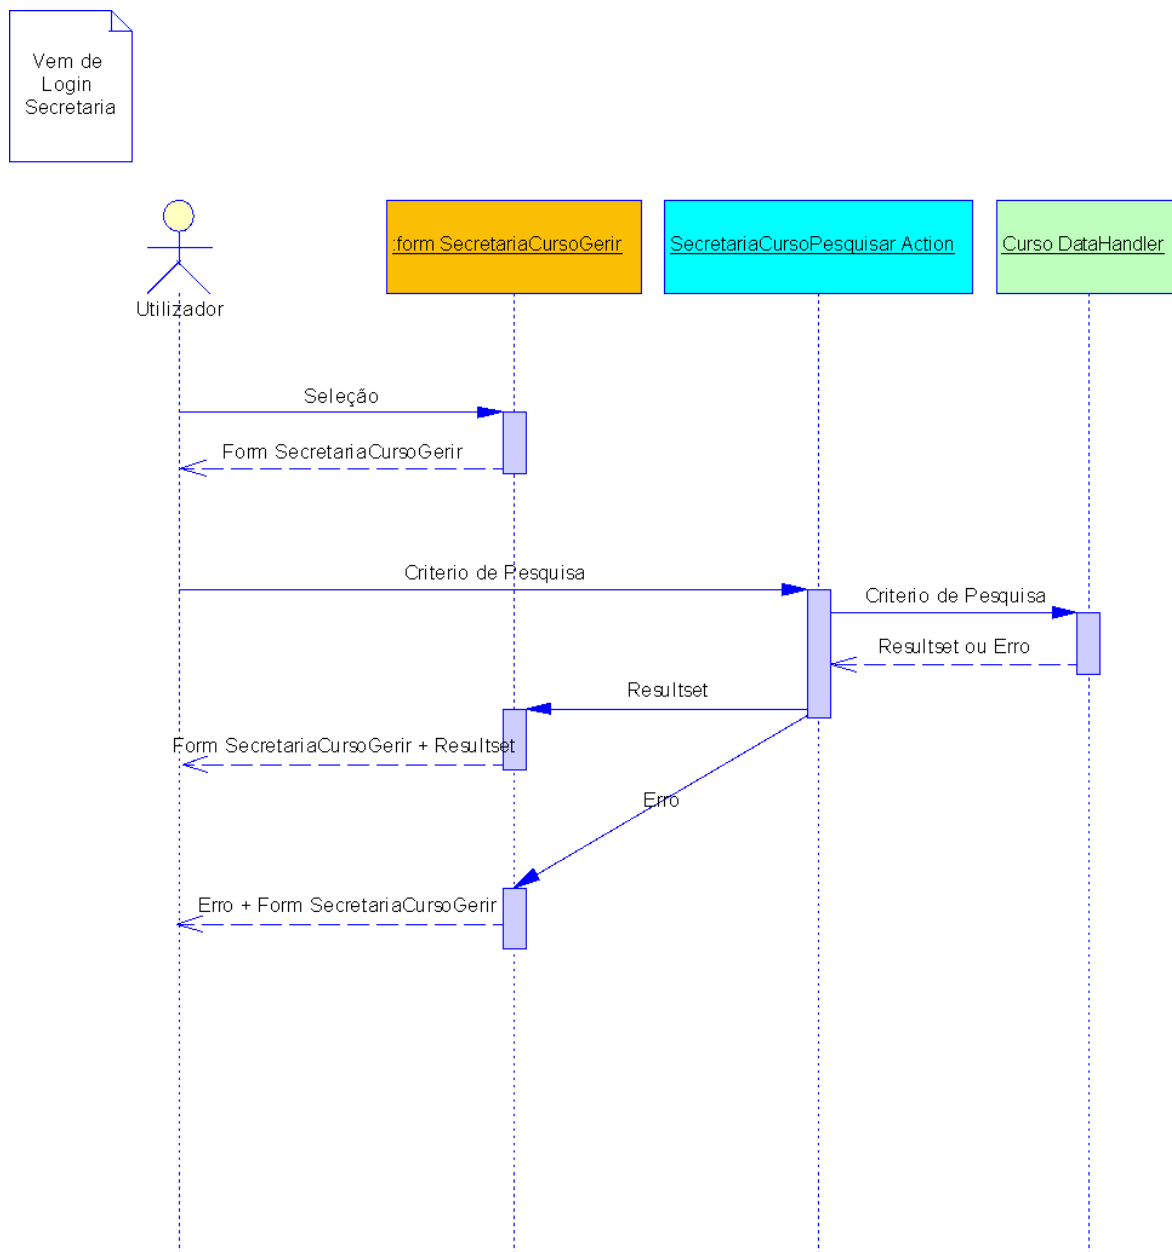 Vem de
Login
Secretaria
Utilizador
:form SecretariaCursoGerir
SecretariaCursoPesquisar Action
Curso DataHandler
Seleção
Form SecretariaCursoGerir
Criterio de Pesquisa
Criterio de Pesquisa
Resultset ou Erro
Resultset
Form SecretariaCursoGerir + Resultset
Erro
Erro + Form SecretariaCursoGerir